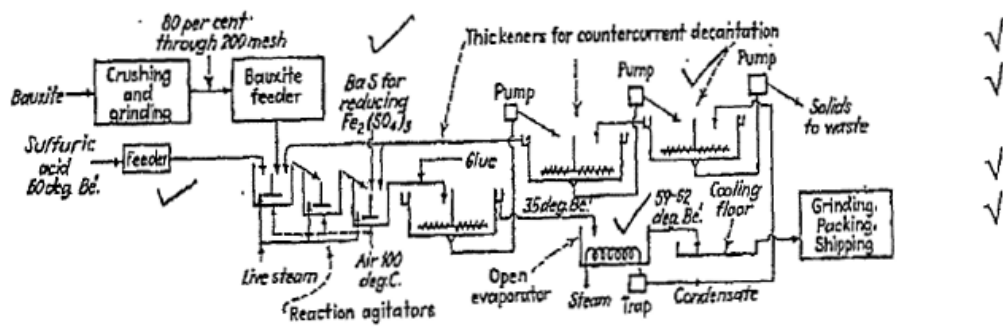 80 per cent
through 200 mesh
Thickeners for countercurrent decantation
Bauxite
Crushing
and
grinding
Bauxite
feeder
BaS for
reducing
Fe2(SO4)3
Pump
Pump
Pump
Solids
to waste
Sulfuric
acid
60 deg. Bé.
Feeder
Glue
35 deg. Bé.
59-62
deg. Bé.
Cooling
floor
Grinding,
Packing,
Shipping
Live steam
Air 100
deg. C.
Reaction agitators
Open
evaporator
Steam
Trap
Condensate